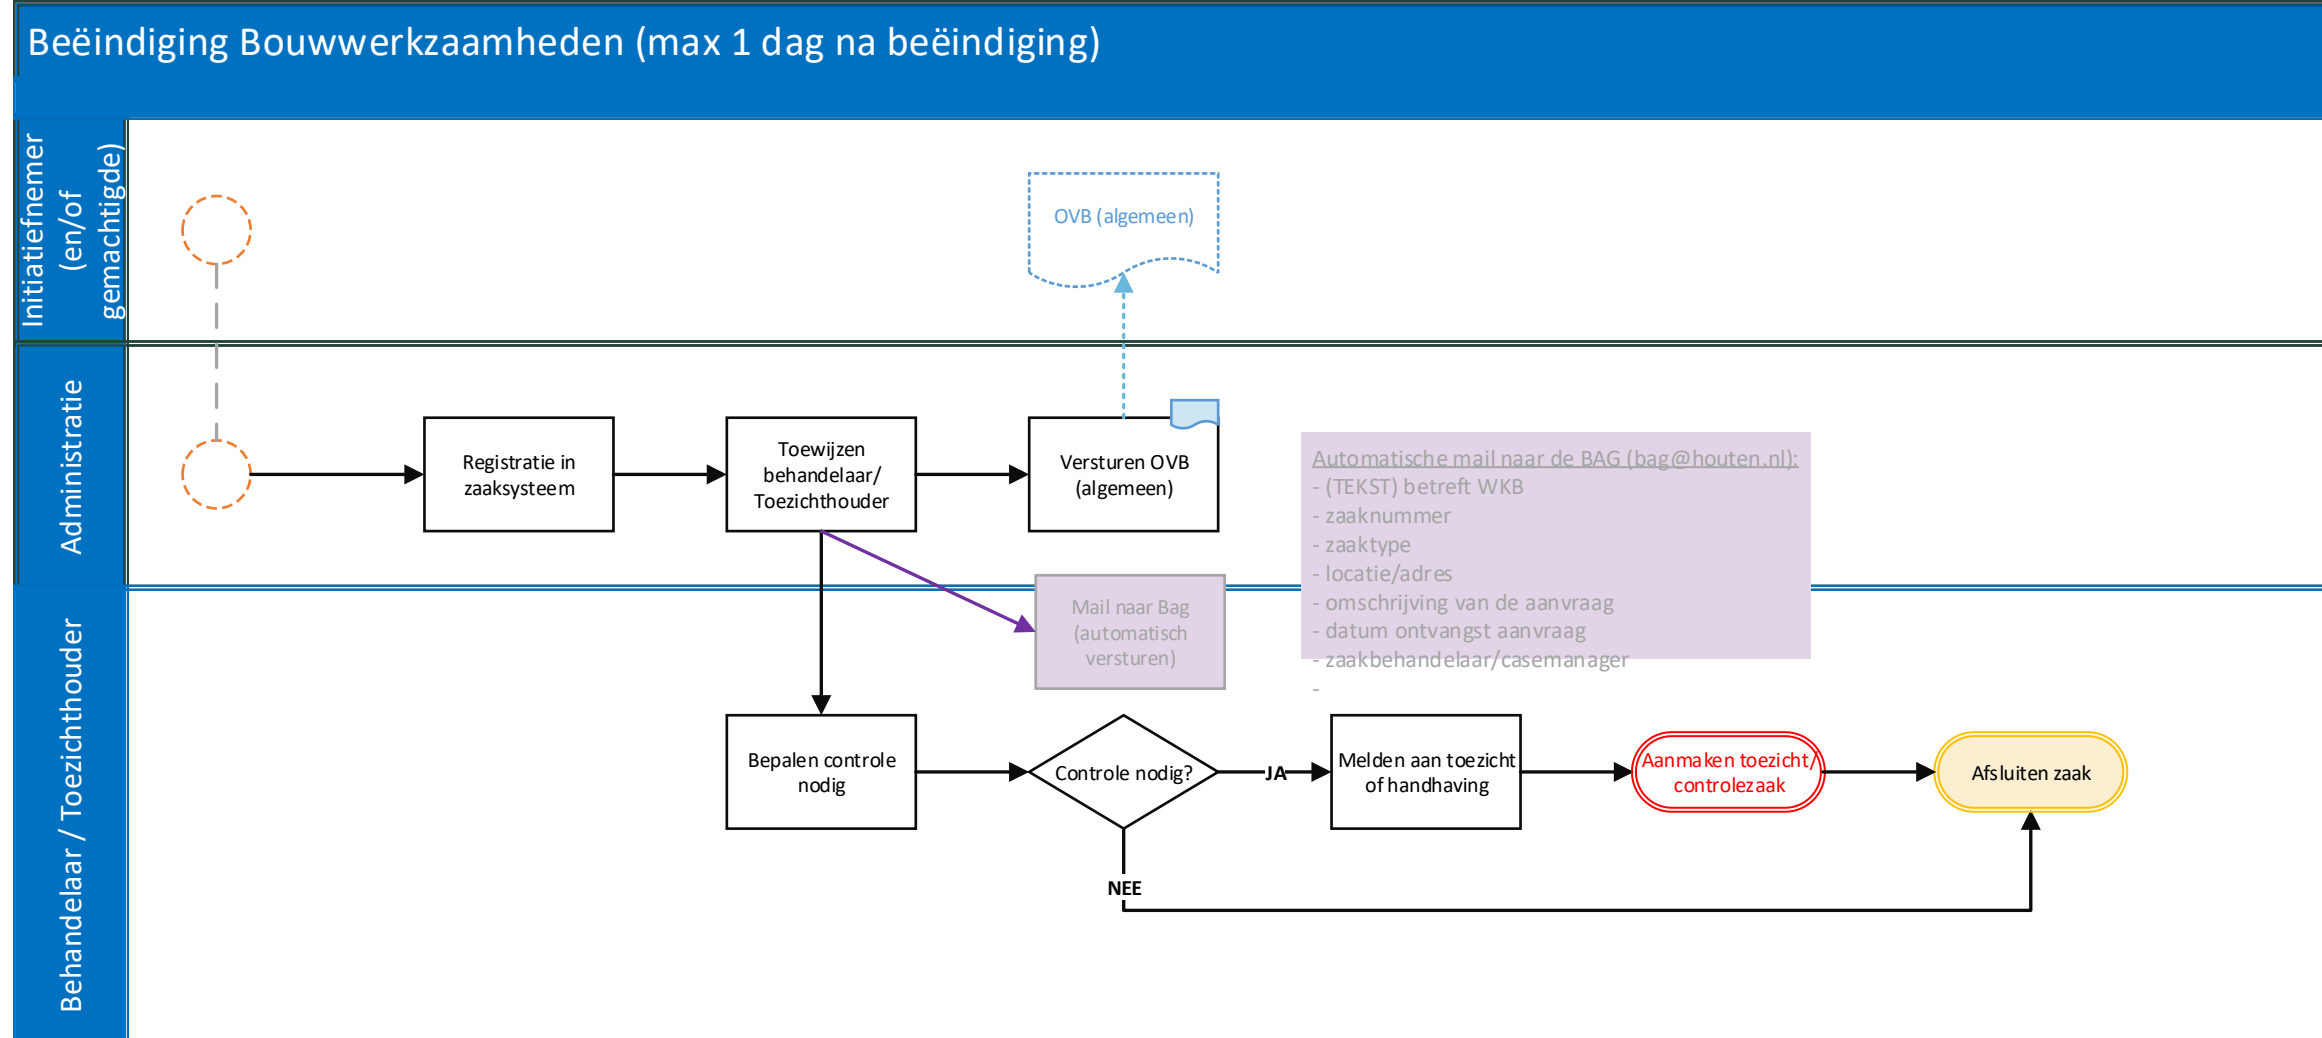 Beëindiging Bouwwerkzaamheden (max 1 dag na beëindiging)
Initiatiefnemer
(en/of
gemachtigde)
OVB (algemeen)
Administratie
Registratie in
zaaksysteem
Toewijzen
behandelaar/
Toezichthouder
Versturen OVB
(algemeen)
Automatische mail naar de BAG (bag@houten.nl):
- (TEKST) betreft WKB
- zaaknummer
- zaaktype
- locatie/adres
- omschrijving van de aanvraag
- datum ontvangst aanvraag
- zaakbehandelaar/casemanager
-
Mail naar Bag
(automatisch
versturen)
Behandelaar / Toezichthouder
Bepalen controle
nodig
Controle nodig?
JA
Melden aan toezicht
of handhaving
Aanmaken toezicht/
controlezaak
Afsluiten zaak
NEE